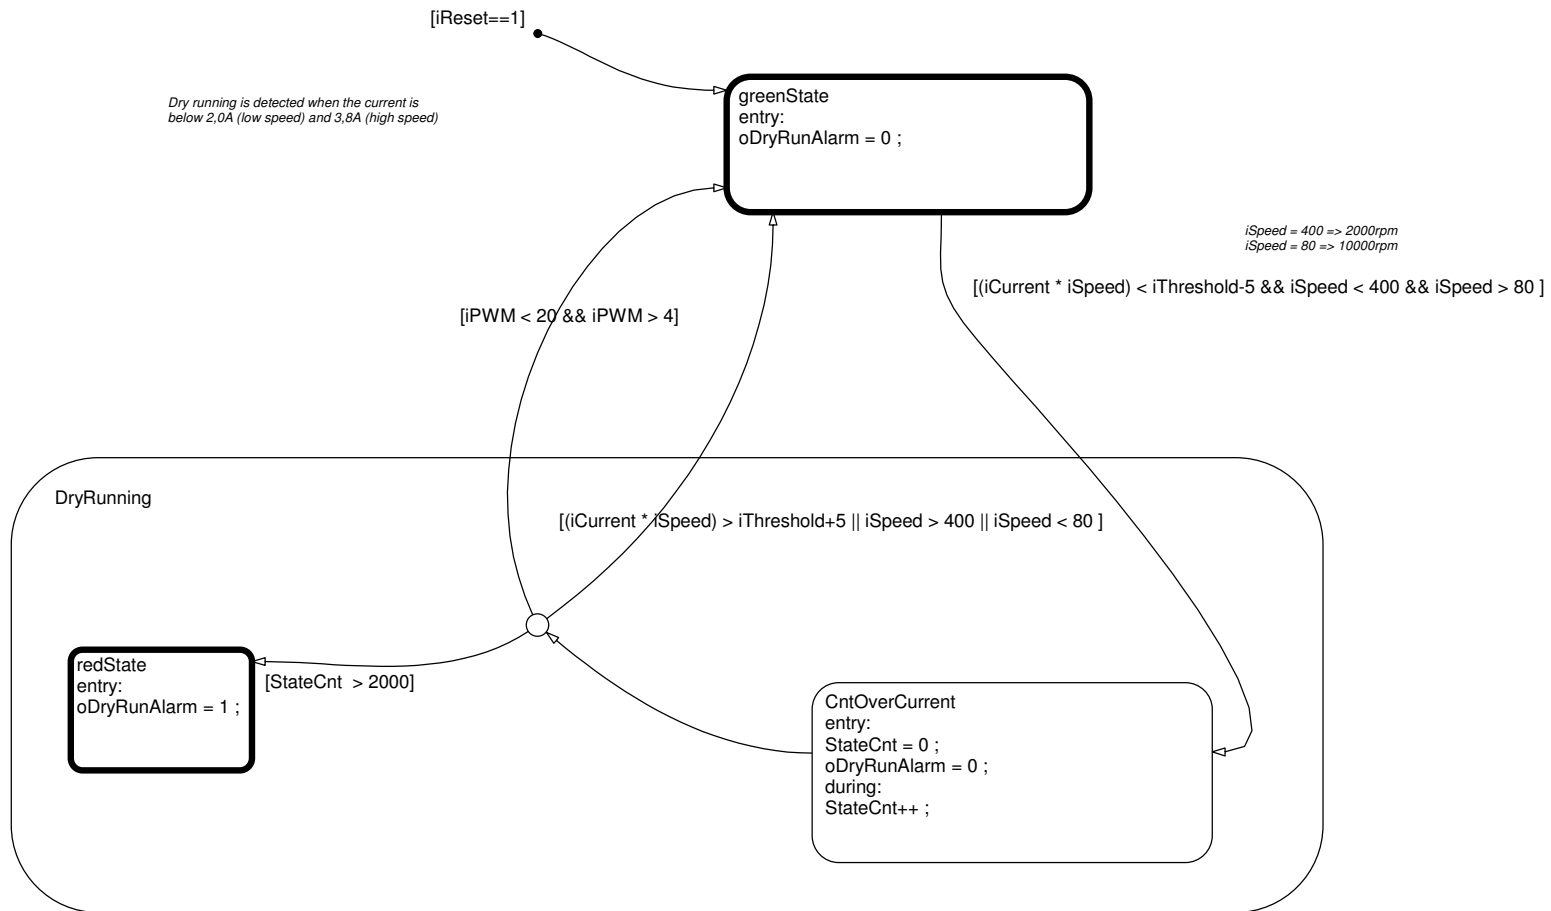 [iReset==1]
Dry running is detected when the current is
below 2,0A (low speed) and 3,8A (high speed)
greenState
entry:
oDryRunAlarm = 0 ;
iSpeed = 400 => 2000rpm
iSpeed = 80 => 10000rpm
[(iCurrent * iSpeed) < iThreshold-5 && iSpeed < 400 && iSpeed > 80 ]
[iPWM < 20 && iPWM > 4]
DryRunning
[(iCurrent * iSpeed) > iThreshold+5 || iSpeed > 400 || iSpeed < 80 ]
redState
entry:
oDryRunAlarm = 1 ;
[StateCnt  > 2000]
CntOverCurrent
entry:
StateCnt = 0 ;
oDryRunAlarm = 0 ;
during:
StateCnt++ ;